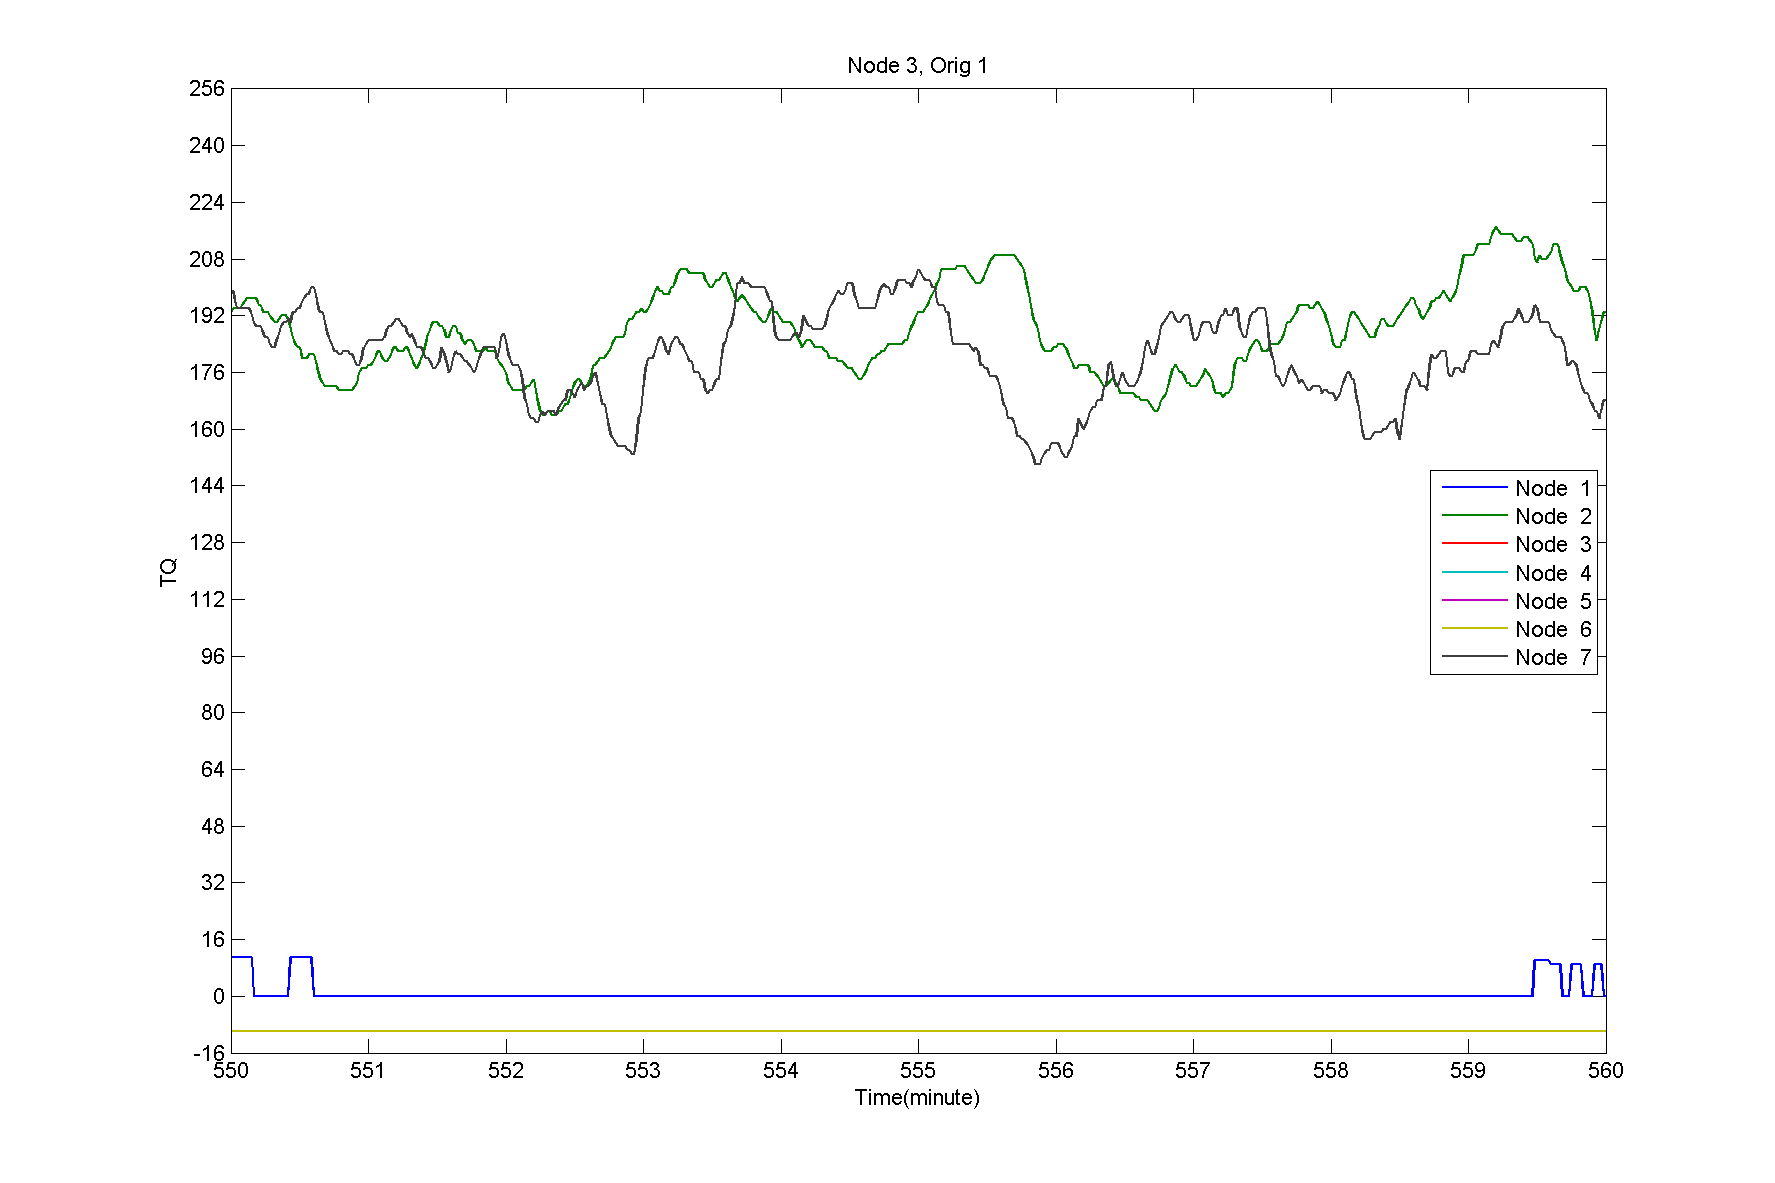 Node 3, Orig 1
256
240
224
208
192
176
160
144
128
112
96
80
64
48
32
16
0
-16
TQ
Node 1
Node 2
Node 3
Node 4
Node 5
Node 6
Node 7
550 551 552 553 554 555 556 557 558 559 560
Time(minute)